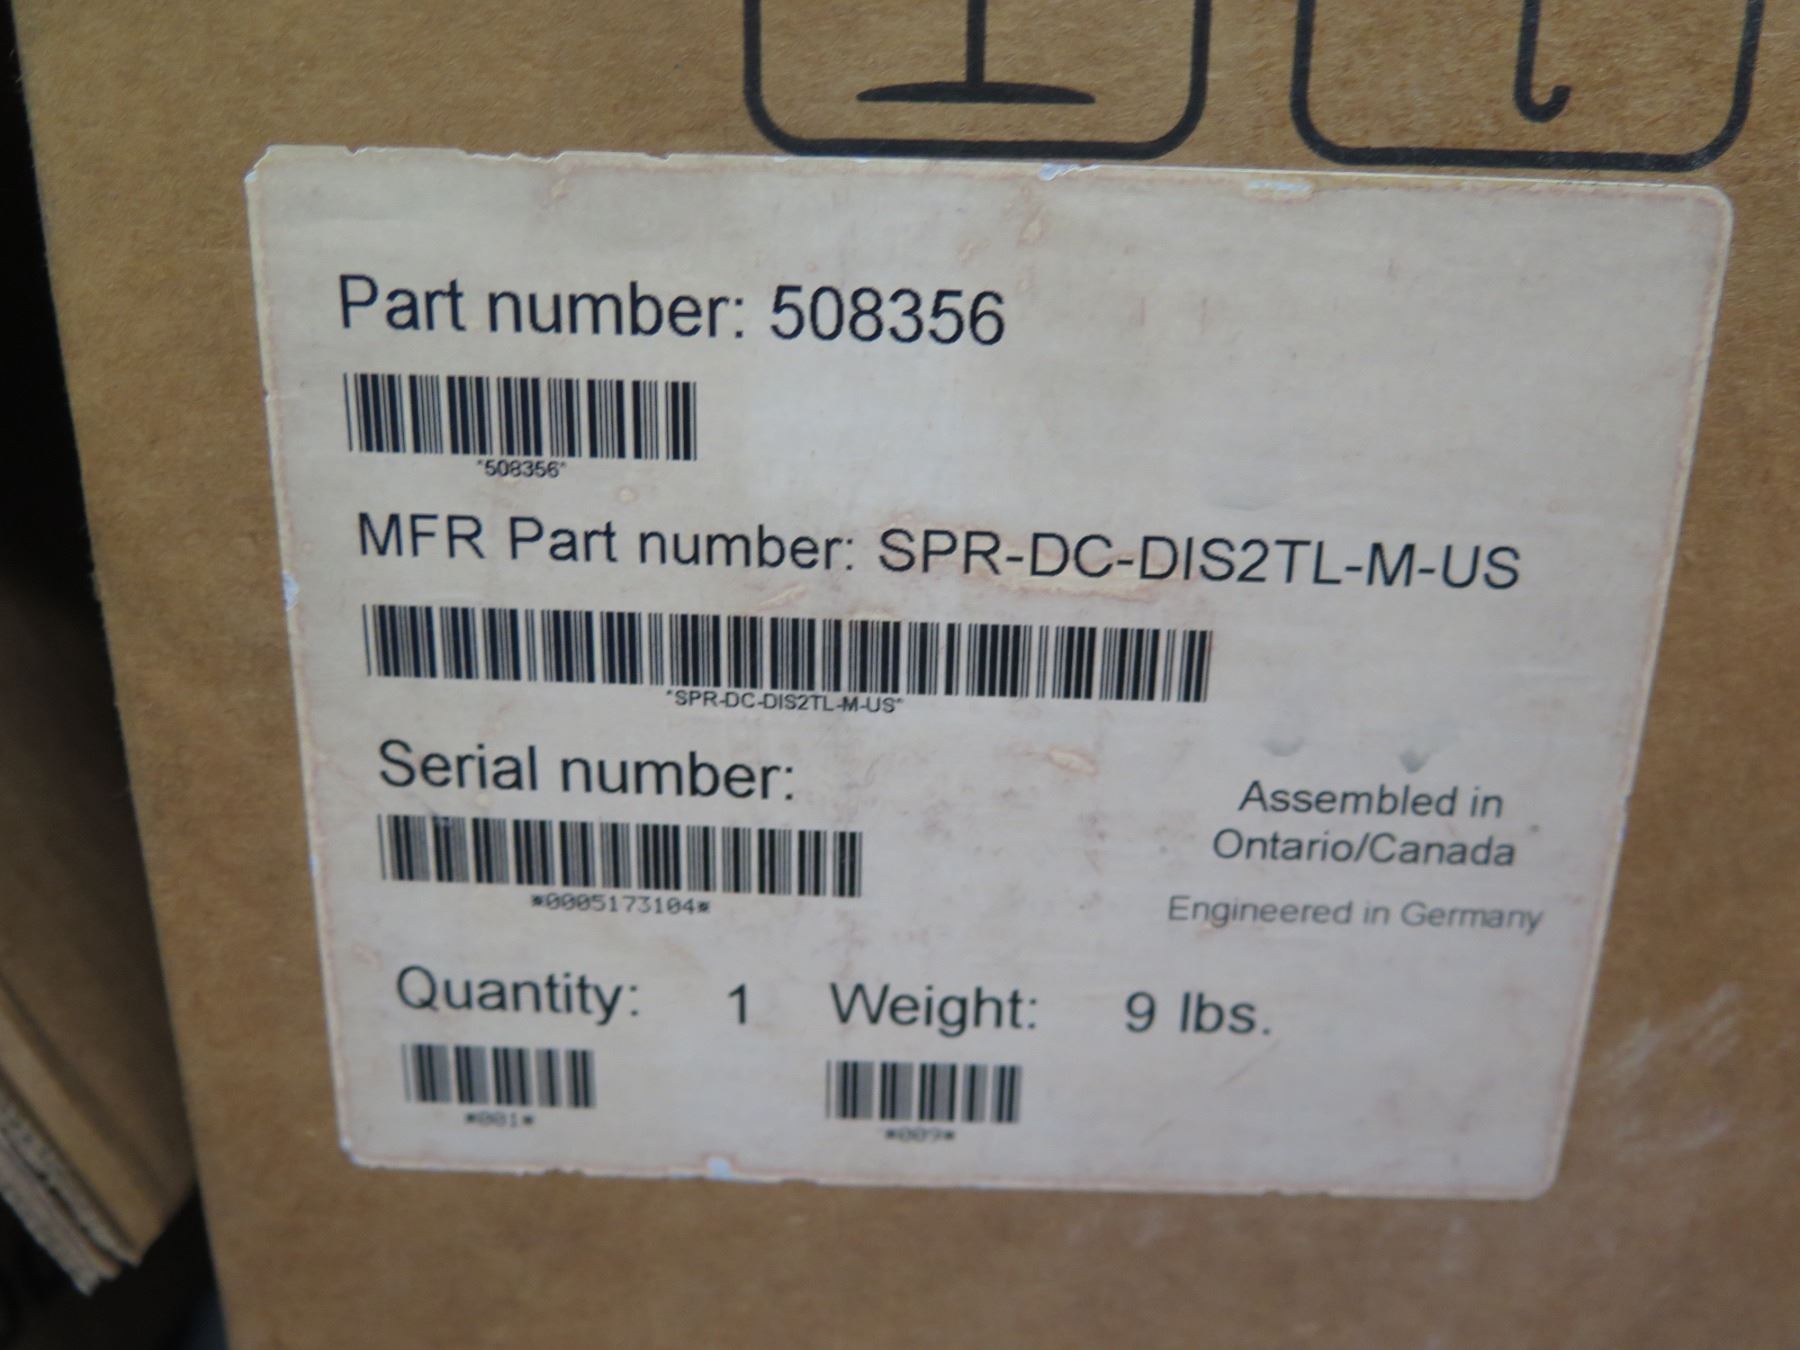 Part number: 508356
*508356*
MFR Part number: SPR-DC-DIS2TL-M-US
*SPR-DC-DIS2TL-M-US*
Serial number:
*0005173104*
Assembled in
Ontario/Canada
Engineered in Germany
Quantity: 1 Weight: 9 lbs.
*001* *009*